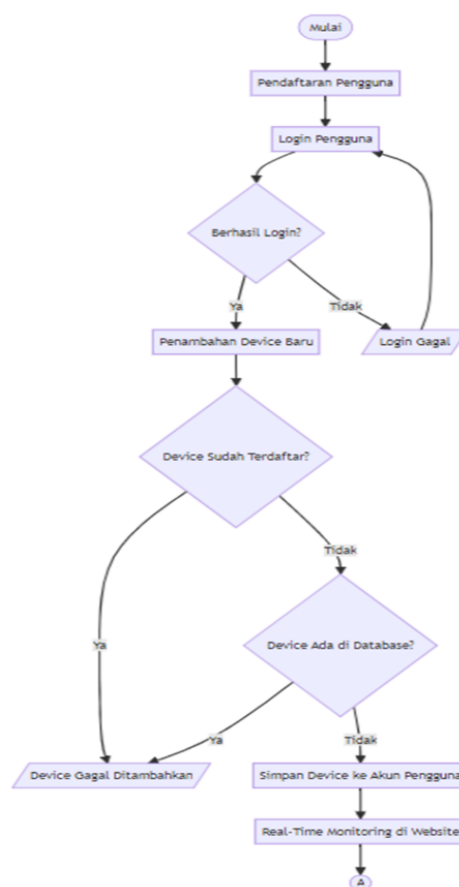 Mulai
Pendaftaran Pengguna
Login Pengguna
Berhasil Login?
Ya
Tidak
Penambahan Device Baru
Login Gagal
Device Sudah Terdaftar?
Tidak
Ya
Device Ada di Database?
Ya
Tidak
Device Gagal Ditambahkan
Simpan Device ke Akun Pengguna
Real-Time Monitoring di Website
A